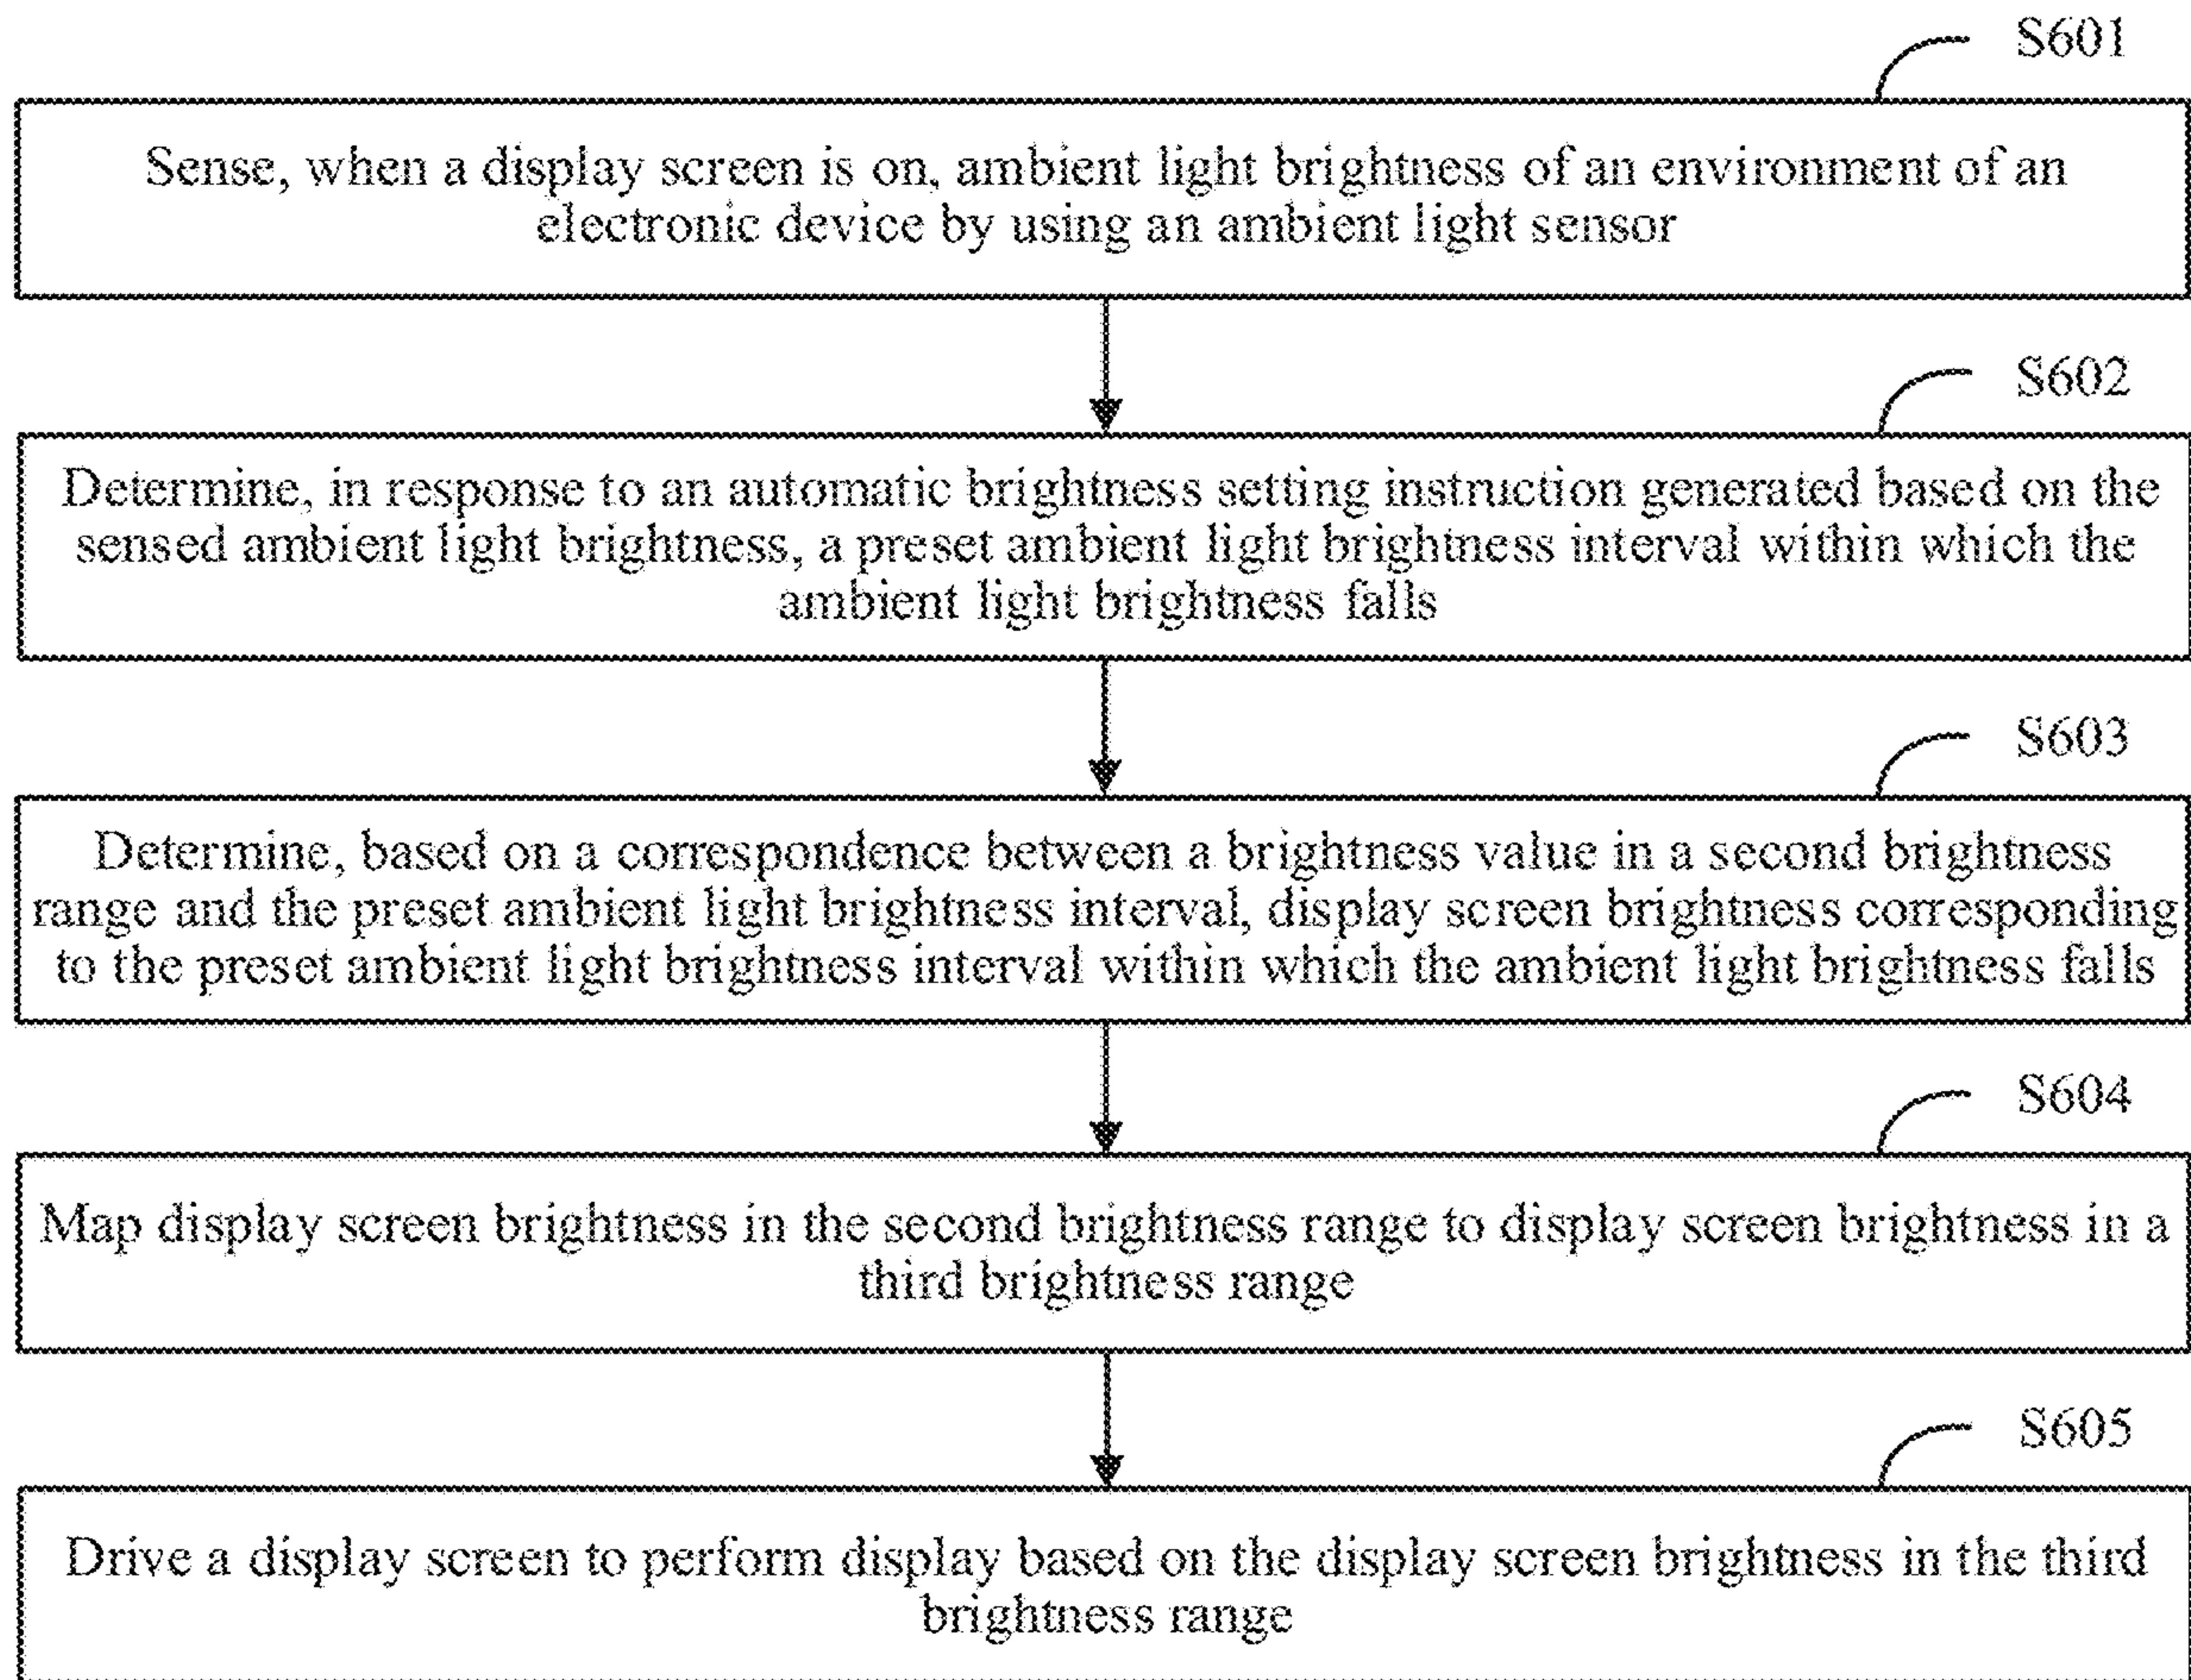 S601
Sense, when a display screen is on, ambient light brightness of an environment of an
electronic device by using an ambient light sensor
S602
Determine, in response to an automatic brightness setting instruction generated based on the
sensed ambient light brightness, a preset ambient light brightness interval within which the
ambient light brightness falls
S603
Determine, based on a correspondence between a brightness value in a second brightness
range and the preset ambient light brightness interval, display screen brightness corresponding
to the preset ambient light brightness interval within which the ambient light brightness falls
S604
Map display screen brightness in the second brightness range to display screen brightness in a
third brightness range
S605
Drive a display screen to perform display based on the display screen brightness in the third
brightness range